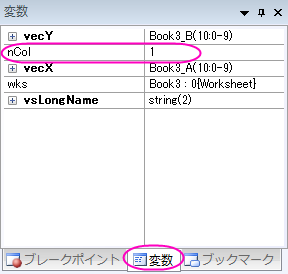 変数
vecY Book3_B(10:0-9)
nCol 1
vecX Book3_A(10:0-9)
wks Book3 : 0{Worksheet}
vsLongName string(2)
ブレークポイント 変数 ブックマーク